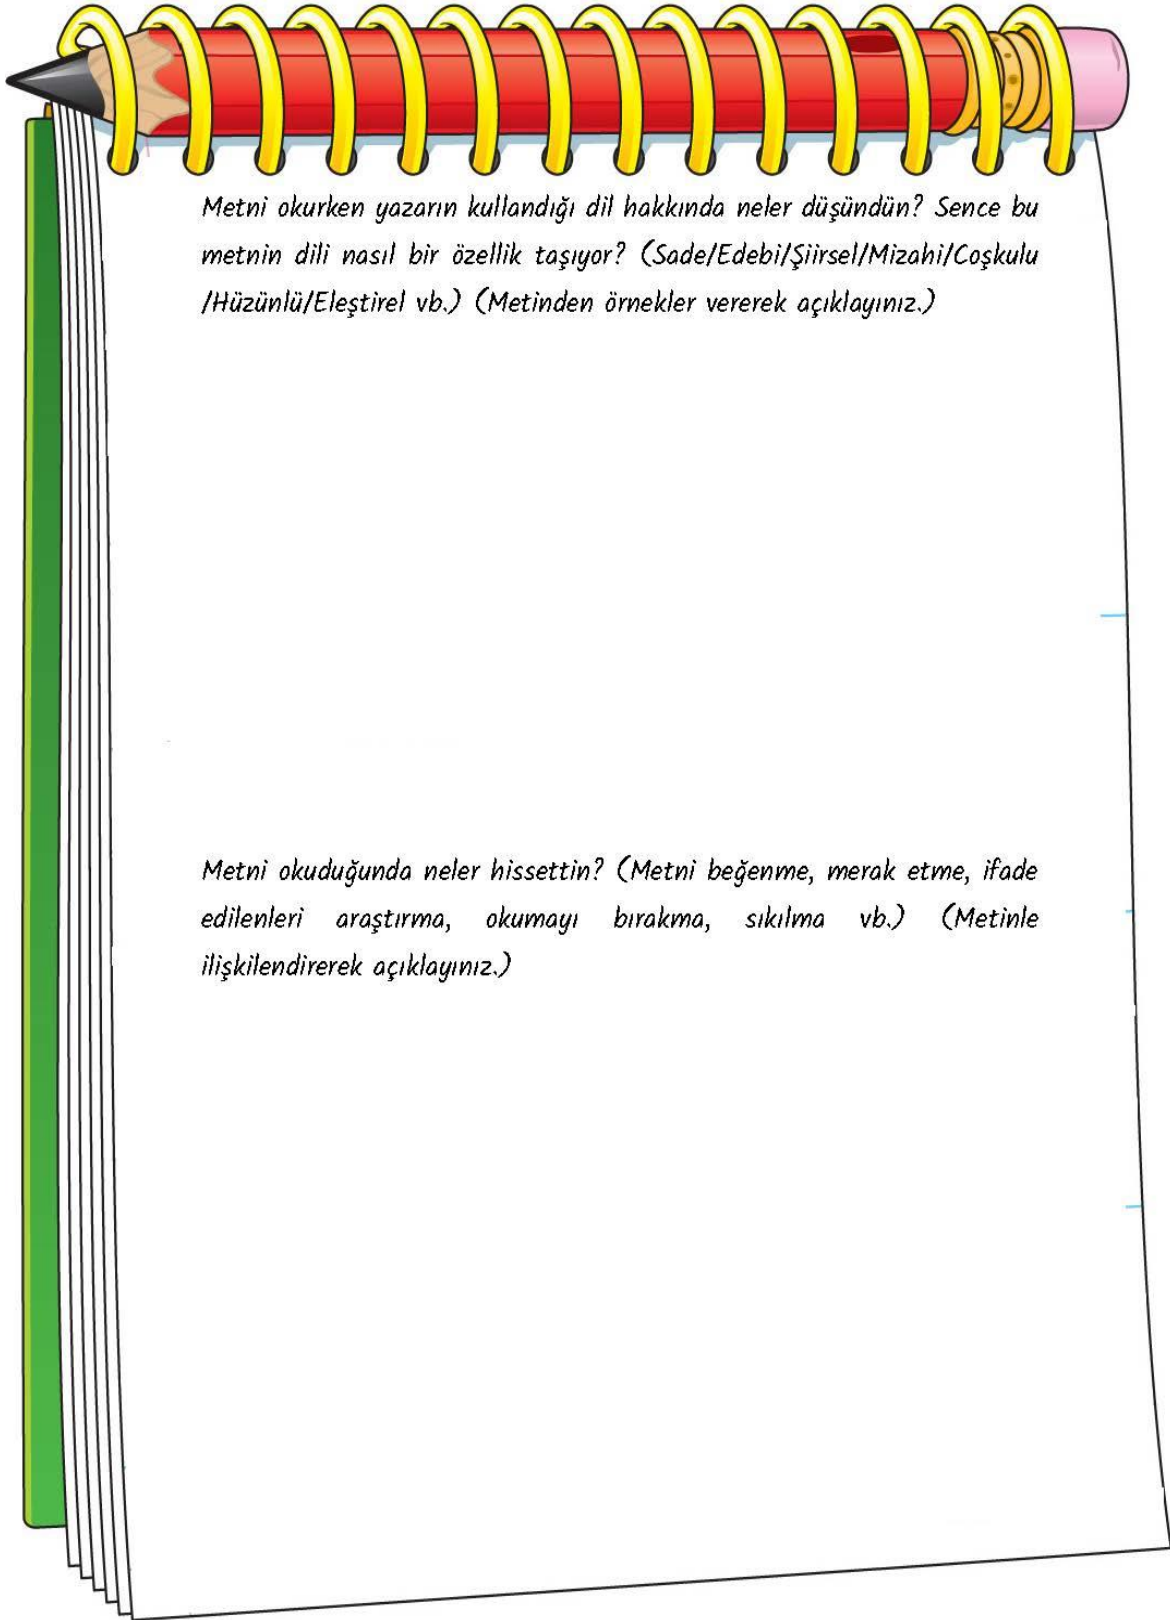 Metni okurken yazarın kullandığı dil hakkında neler düşündün? Sence bu
metnin dili nasıl bir özellik taşıyor? (Sade/Edebi/Şiirsel/Mizahi/Coşkulu
/Hüzünlü/Eleştirel vb.) (Metinden örnekler vererek açıklayınız.)
Metni okuduğunda neler hissettin? (Metni beğenme, merak etme, ifade
edilenleri araştırma, okumayı bırakma, sıkılma vb.) (Metinle
ilişkilendirerek açıklayınız.)